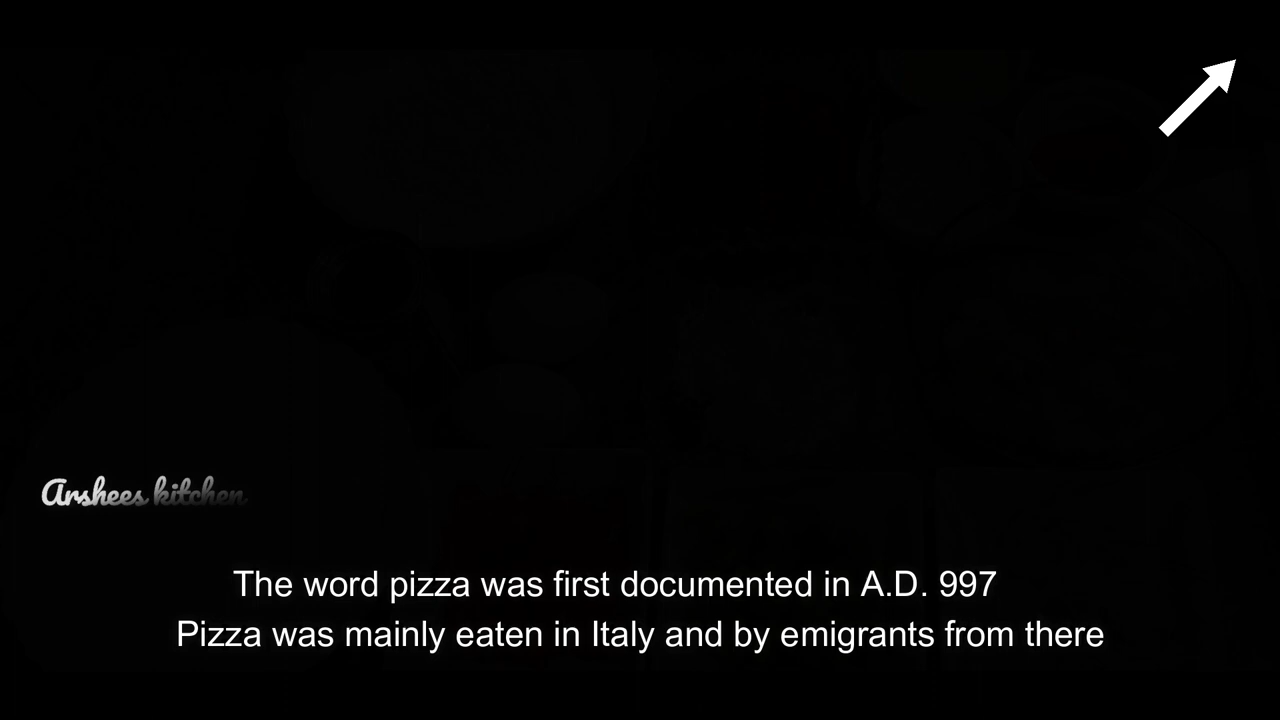 Arshees kitchen
The word pizza was first documented in A.D. 997
Pizza was mainly eaten in Italy and by emigrants from there